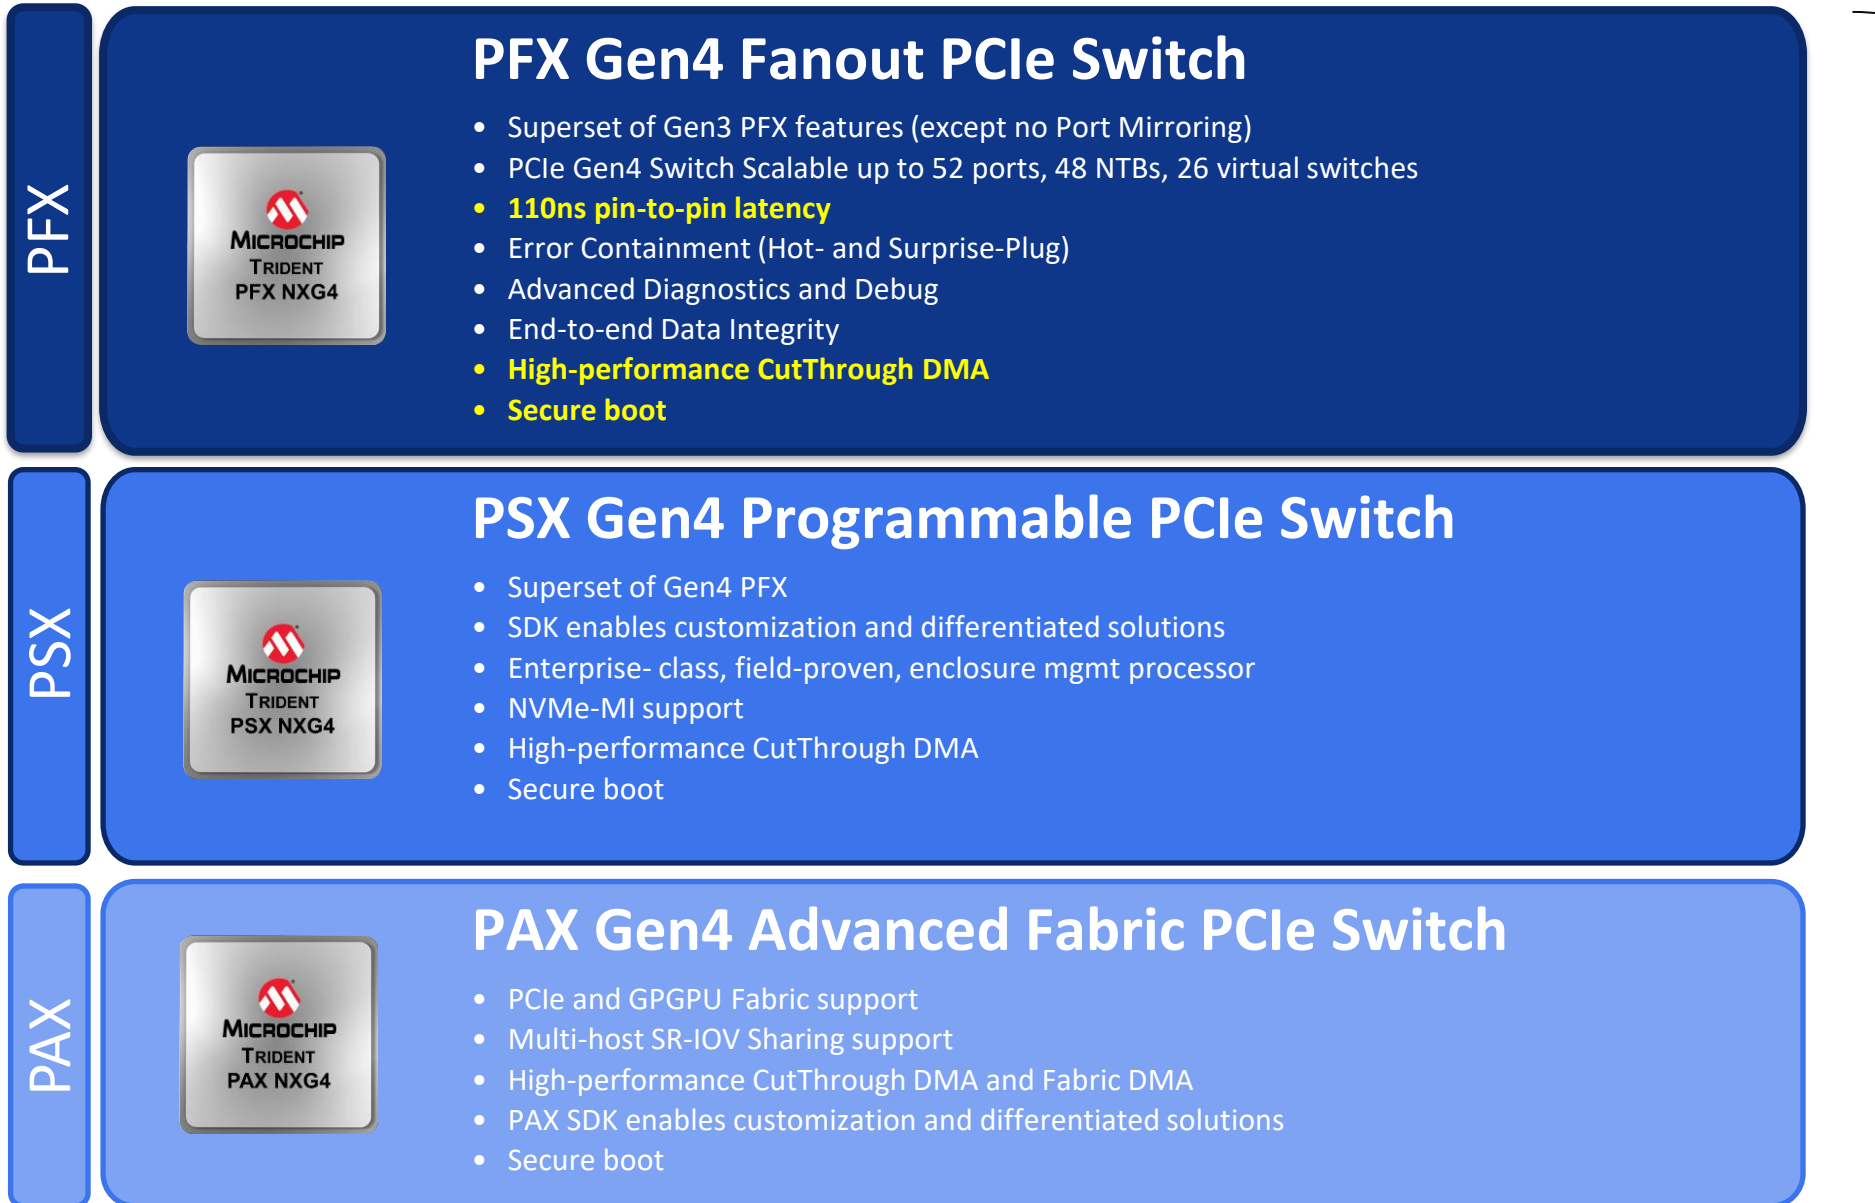 PFX
PFX Gen4 Fanout PCIe Switch
• Superset of Gen3 PFX features (except no Port Mirroring)
• PCIe Gen4 Switch Scalable up to 52 ports, 48 NTBs, 26 virtual switches
• 110ns pin-to-pin latency
• Error Containment (Hot- and Surprise-Plug)
• Advanced Diagnostics and Debug
• End-to-end Data Integrity
• High-performance CutThrough DMA
• Secure boot
MICROCHIP
TRIDENT
PFX NXG4
PSX
PSX Gen4 Programmable PCIe Switch
• Superset of Gen4 PFX
• SDK enables customization and differentiated solutions
• Enterprise- class, field-proven, enclosure mgmt processor
• NVMe-MI support
• High-performance CutThrough DMA
• Secure boot
MICROCHIP
TRIDENT
PSX NXG4
PAX
PAX Gen4 Advanced Fabric PCIe Switch
• PCIe and GPGPU Fabric support
• Multi-host SR-IOV Sharing support
• High-performance CutThrough DMA and Fabric DMA
• PAX SDK enables customization and differentiated solutions
• Secure boot
MICROCHIP
TRIDENT
PAX NXG4